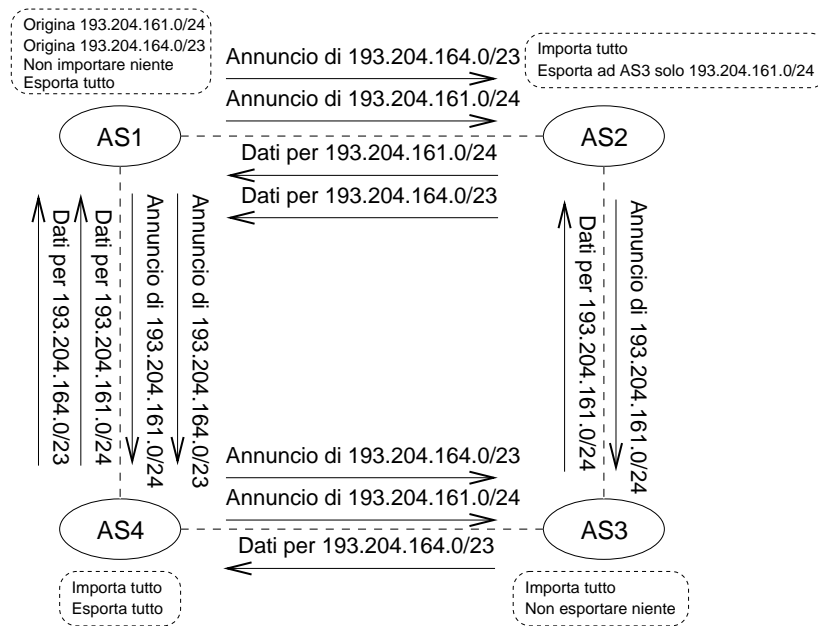 Origina 193.204.161.0/24
Origina 193.204.164.0/23
Non importare niente
Esporta tutto
Annuncio di 193.204.164.0/23
Annuncio di 193.204.161.0/24
Importa tutto
Esporta ad AS3 solo 193.204.161.0/24
AS1
AS2
Dati per 193.204.161.0/24
Dati per 193.204.164.0/23
Dati per 193.204.164.0/23
Dati per 193.204.161.0/24
Annuncio di 193.204.161.0/24
Annuncio di 193.204.164.0/23
Dati per 193.204.161.0/24
Annuncio di 193.204.161.0/24
Annuncio di 193.204.164.0/23
Annuncio di 193.204.161.0/24
AS4
AS3
Dati per 193.204.164.0/23
Importa tutto
Esporta tutto
Importa tutto
Non esportare niente